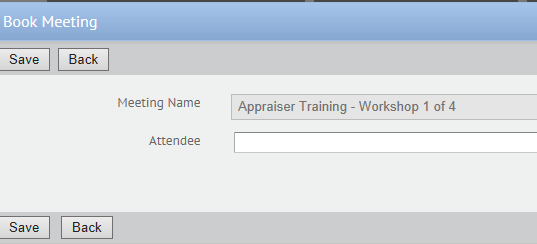 Book Meeting
Save Back
Meeting Name Appraiser Training - Workshop 1 of 4
Attendee
Save Back